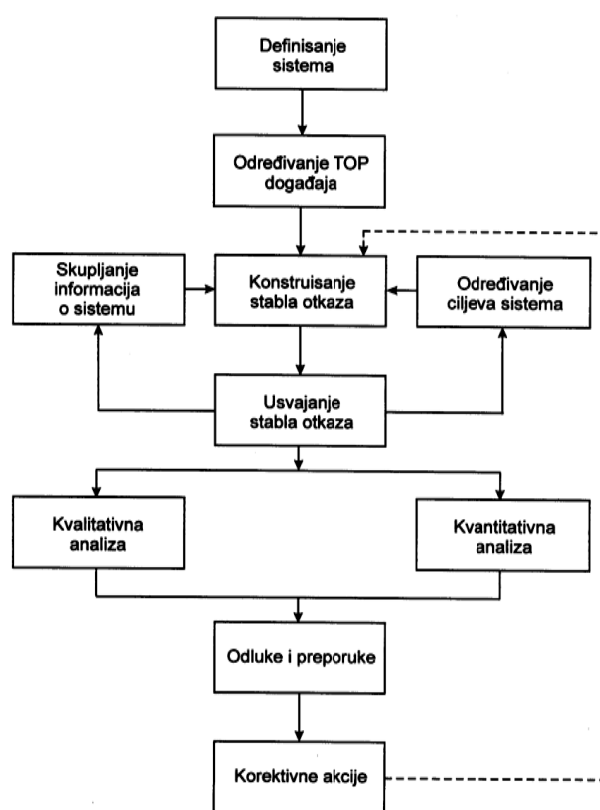 Definisanje
sistema
Određivanje TOP
događaja
Skupljanje
informacija
o sistemu
Konstruisanje
stabla otkaza
Određivanje
ciljeva sistema
Usvajanje
stabla otkaza
Kvalitativna
analiza
Kvantitativna
analiza
Odluke i preporuke
Korektivne akcije